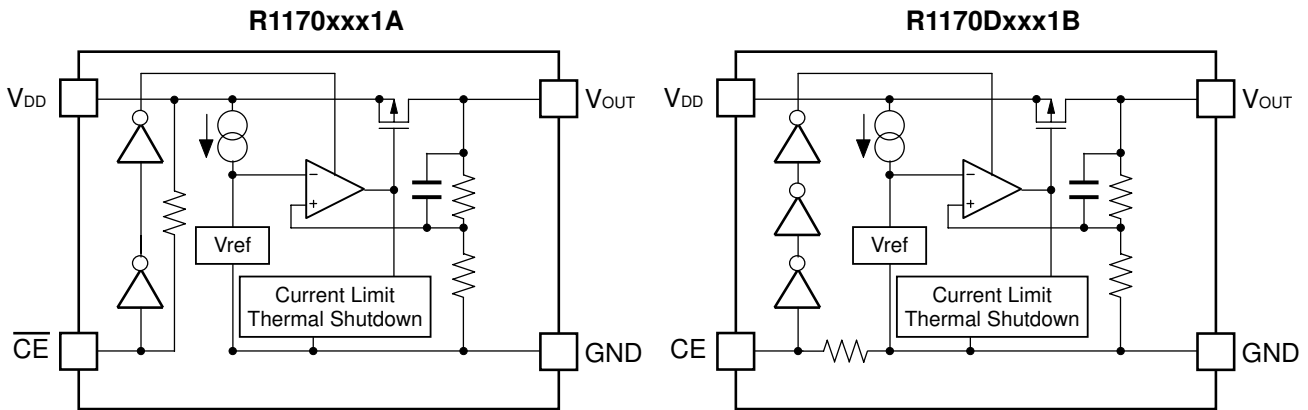 R1170xxx1A
VDD
VOUT
−
+
Vref
Current Limit
Thermal Shutdown
C̅E̅
GND
R1170Dxxx1B
VDD
VOUT
−
+
Vref
Current Limit
Thermal Shutdown
CE
GND